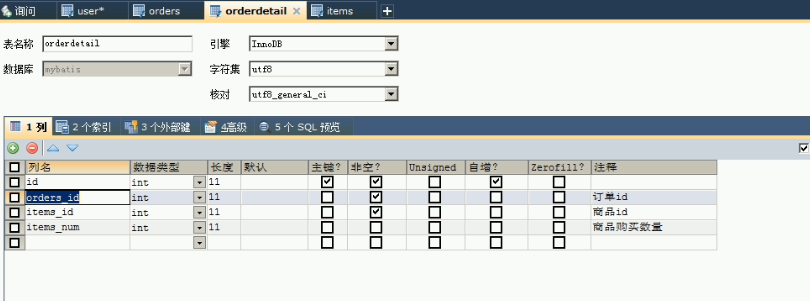 询问 user* orders orderdetail items
表名称 orderdetail 引擎 InnoDB
数据库 mybatis 字符集 utf8
核对 utf8_general_ci
1 列 2 个索引 3 个外部键 4高级 5 个 SQL 预览
列名 数据类型 长度 默认 主键? 非空? Unsigned 自增? Zerofill? 注释
id int 11
orders_id int 11 订单id
items_id int 11 商品id
items_num int 11 商品购买数量